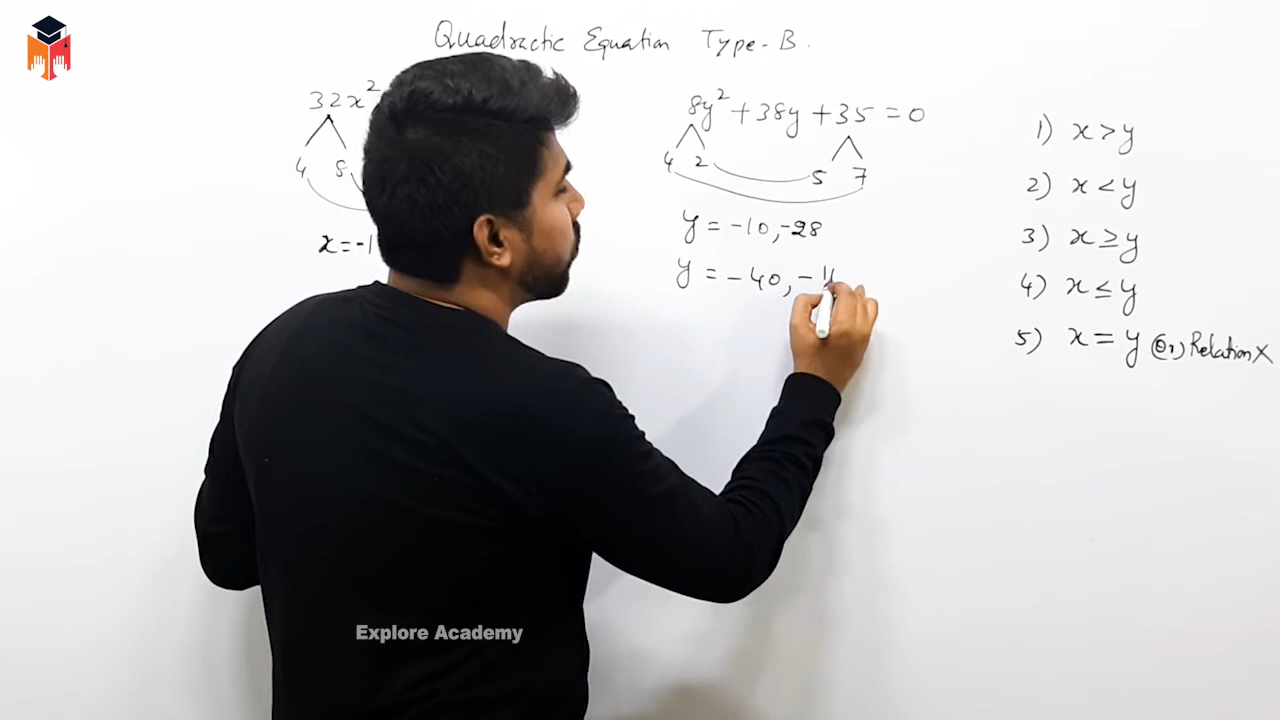 Quadractic Equation Type-B.
32x²
4 8
x = -1
8y² + 38y + 35 = 0
4 2 5 7
y = -10, -28
y = -40, -
1) x > y
2) x < y
3) x ≥ y
4) x ≤ y
5) x = y (Or) Relation X
Explore Academy